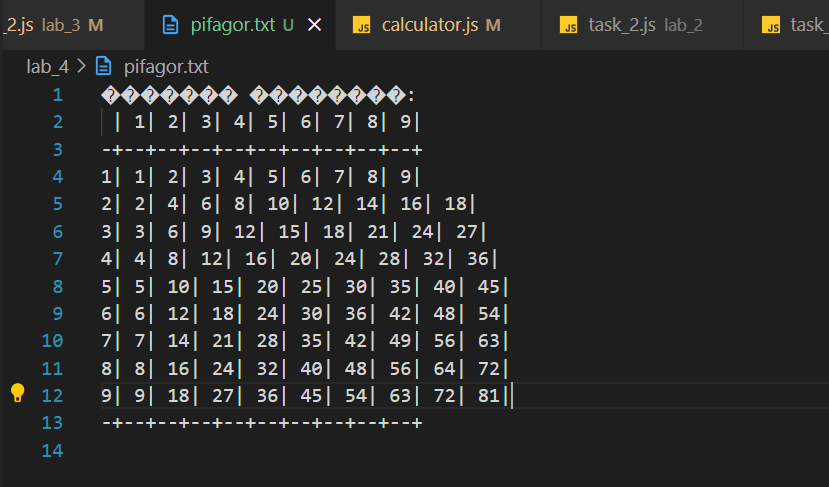 _2.js lab_3 M pifagor.txt U calculator.js M task_2.js lab_2 task_
lab_4 > pifagor.txt
1 ������� ��������:
2  | 1| 2| 3| 4| 5| 6| 7| 8| 9|
3 -+--+--+--+--+--+--+--+--+--+
4 1| 1| 2| 3| 4| 5| 6| 7| 8| 9|
5 2| 2| 4| 6| 8| 10| 12| 14| 16| 18|
6 3| 3| 6| 9| 12| 15| 18| 21| 24| 27|
7 4| 4| 8| 12| 16| 20| 24| 28| 32| 36|
8 5| 5| 10| 15| 20| 25| 30| 35| 40| 45|
9 6| 6| 12| 18| 24| 30| 36| 42| 48| 54|
10 7| 7| 14| 21| 28| 35| 42| 49| 56| 63|
11 8| 8| 16| 24| 32| 40| 48| 56| 64| 72|
12 9| 9| 18| 27| 36| 45| 54| 63| 72| 81|
13 -+--+--+--+--+--+--+--+--+--+
14